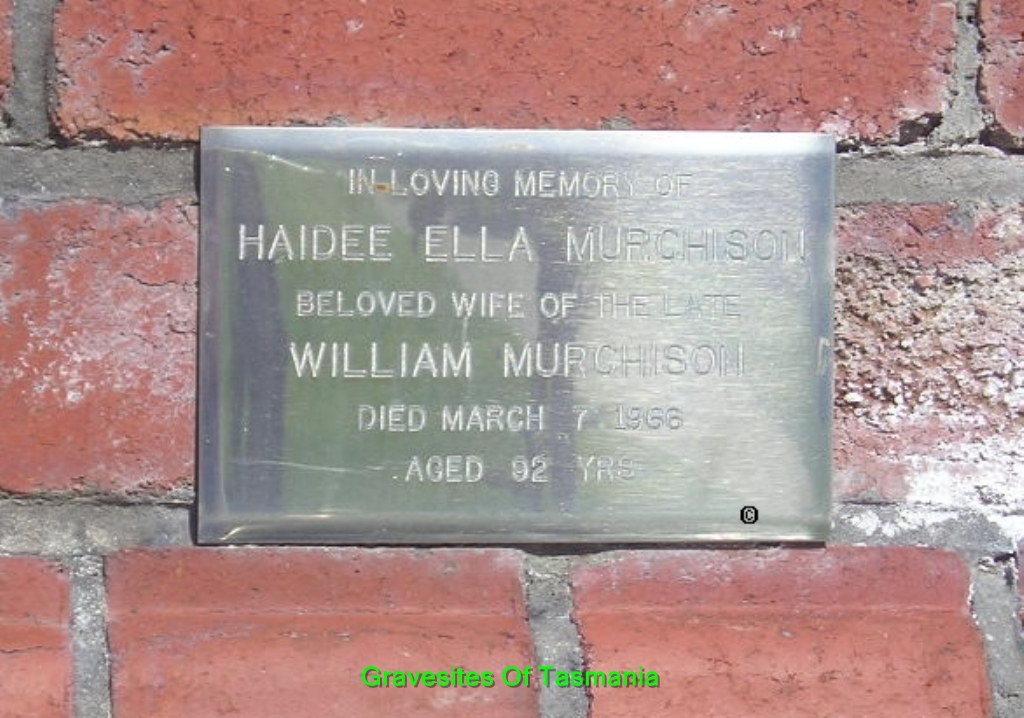 IN LOVING MEMORY OF
HAIDEE ELLA MURCHISON
BELOVED WIFE OF THE LATE
WILLIAM MURCHISON
DIED MARCH 7 1966
AGED 92 YRS
©
Gravesites Of Tasmania